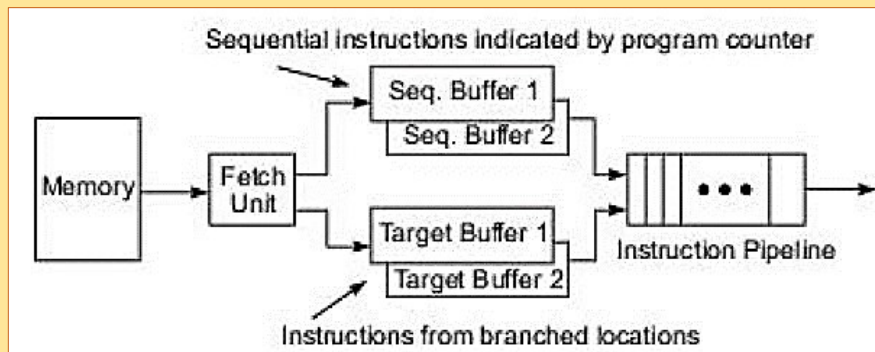 Sequential instructions indicated by program counter
Seq. Buffer 1
Seq. Buffer 2
Memory
Fetch
Unit
Target Buffer 1
Target Buffer 2
Instruction Pipeline
Instructions from branched locations